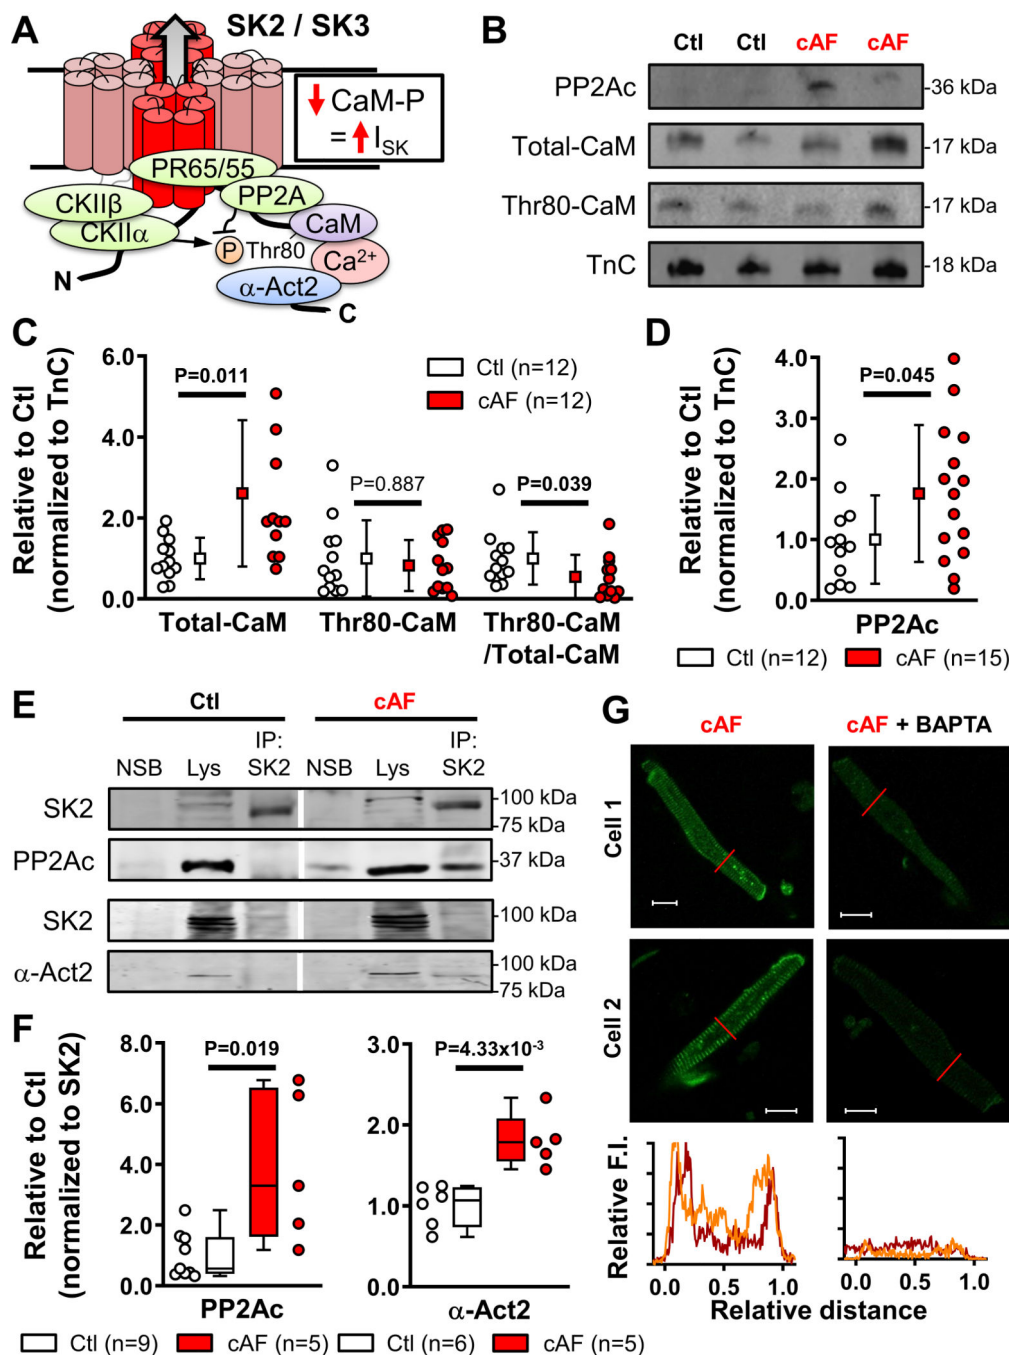 A
SK2 / SK3
CaM-P
= I_SK
PR65/55
PP2A
CKIIβ
CKIIα
CaM
P
Thr80
Ca²⁺
α-Act2
N
C
B
Ctl Ctl cAF cAF
PP2Ac -36 kDa
Total-CaM -17 kDa
Thr80-CaM -17 kDa
TnC -18 kDa
C
Relative to Ctl
(normalized to TnC)
6.0
4.0
2.0
0.0
P=0.011
P=0.887
P=0.039
Ctl (n=12)
cAF (n=12)
Total-CaM Thr80-CaM Thr80-CaM
/Total-CaM
D
Relative to Ctl
(normalized to TnC)
4.0
3.0
2.0
1.0
0.0
P=0.045
PP2Ac
Ctl (n=12) cAF (n=15)
E
Ctl cAF
NSB Lys IP: SK2 NSB Lys IP: SK2
SK2 -100 kDa
75 kDa
PP2Ac -37 kDa
SK2 -100 kDa
α-Act2 -100 kDa
75 kDa
F
Relative to Ctl
(normalized to SK2)
8.0
6.0
4.0
2.0
0.0
P=0.019
PP2Ac
3.0
2.0
1.0
0
P=4.33x10⁻³
α-Act2
Ctl (n=9) cAF (n=5) Ctl (n=6) cAF (n=5)
G
cAF cAF + BAPTA
Cell 1
Cell 2
Relative F.I.
0.0 0.5 1.0 0.0 0.5 1.0
Relative distance